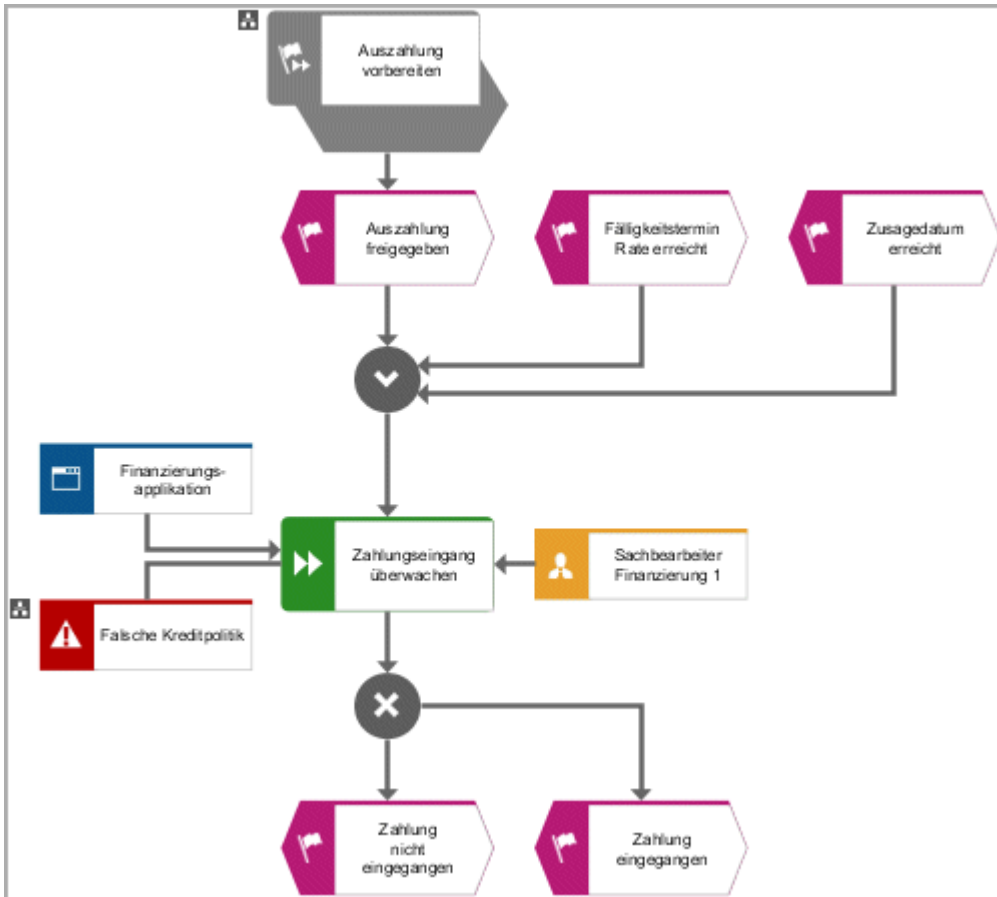 Auszahlung
vorbereiten
Auszahlung
freigegeben
Fälligkeitstermin
Rate erreicht
Zusagedatum
erreicht
Finanzierungs-
applikation
Zahlungseingang
überwachen
Sachbearbeiter
Finanzierung 1
Falsche Kreditpolitik
Zahlung
nicht
eingegangen
Zahlung
eingegangen